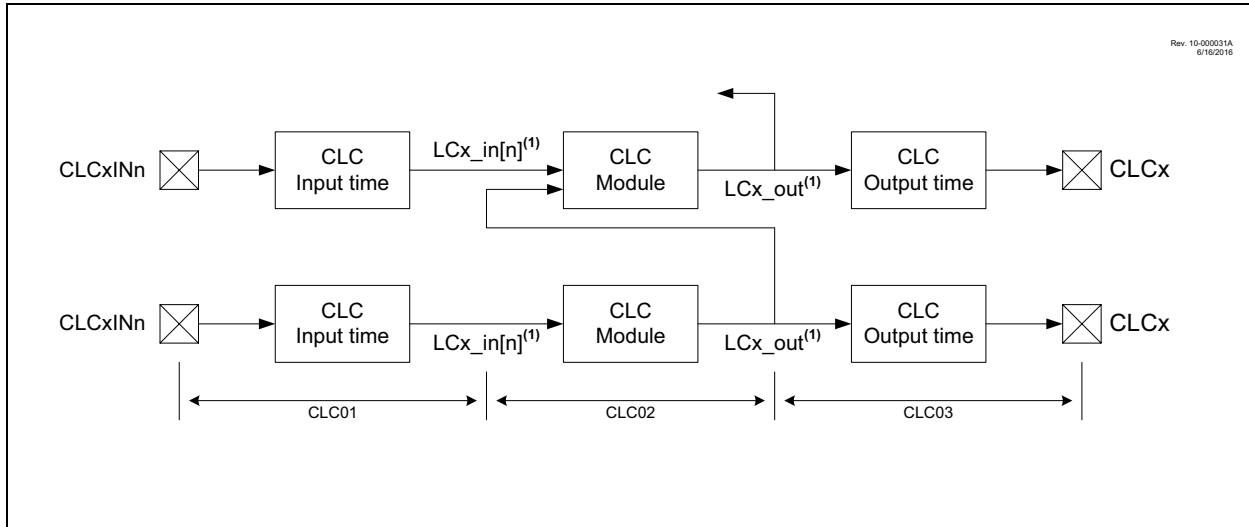 Rev. 10-000031A
6/16/2016
CLCxINn
CLC
Input time
LCx_in[n](1)
CLC
Module
LCx_out(1)
CLC
Output time
CLCx
CLCxINn
CLC
Input time
LCx_in[n](1)
CLC
Module
LCx_out(1)
CLC
Output time
CLCx
CLC01
CLC02
CLC03